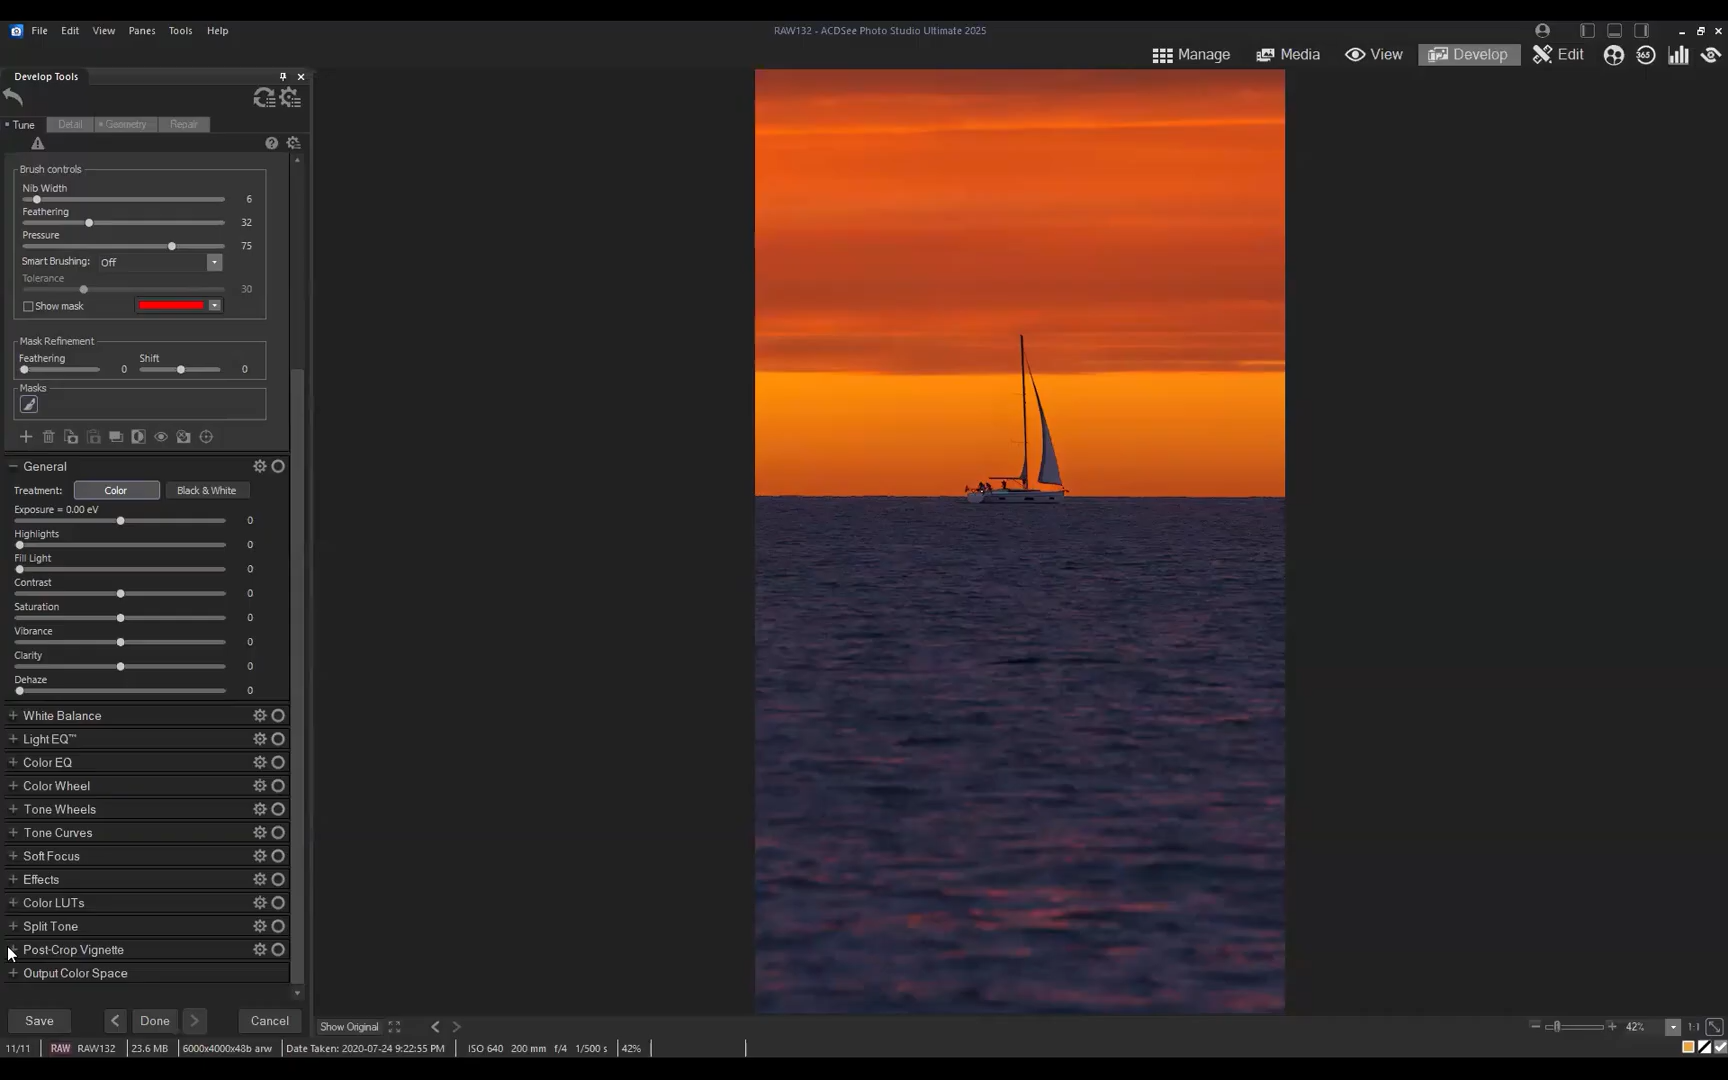 File Edit View Panes Tools Help
RAW132 - ACDSee Photo Studio Ultimate 2025
Manage Media View Develop Edit 365
Develop Tools
Tune Detail Geometry Repair
Brush controls
Nib Width
6
Feathering
32
Pressure
75
Smart Brushing: Off
Tolerance
30
Show mask
Mask Refinement
Feathering Shift
0 0
Masks
General
Treatment: Color Black & White
Exposure = 0.00 eV
0
Highlights
0
Fill Light
0
Contrast
0
Saturation
0
Vibrance
0
Clarity
0
Dehaze
0
White Balance
Light EQ™
Color EQ
Color Wheel
Tone Wheels
Tone Curves
Soft Focus
Effects
Color LUTs
Split Tone
Post-Crop Vignette
Output Color Space
Save Done Cancel
Show Original
42% 1:1
11/11 RAW RAW132 23.6 MB 6000x4000x48b arw Date Taken: 2020-07-24 9:22:55 PM ISO 640 200 mm f/4 1/500 s 42%